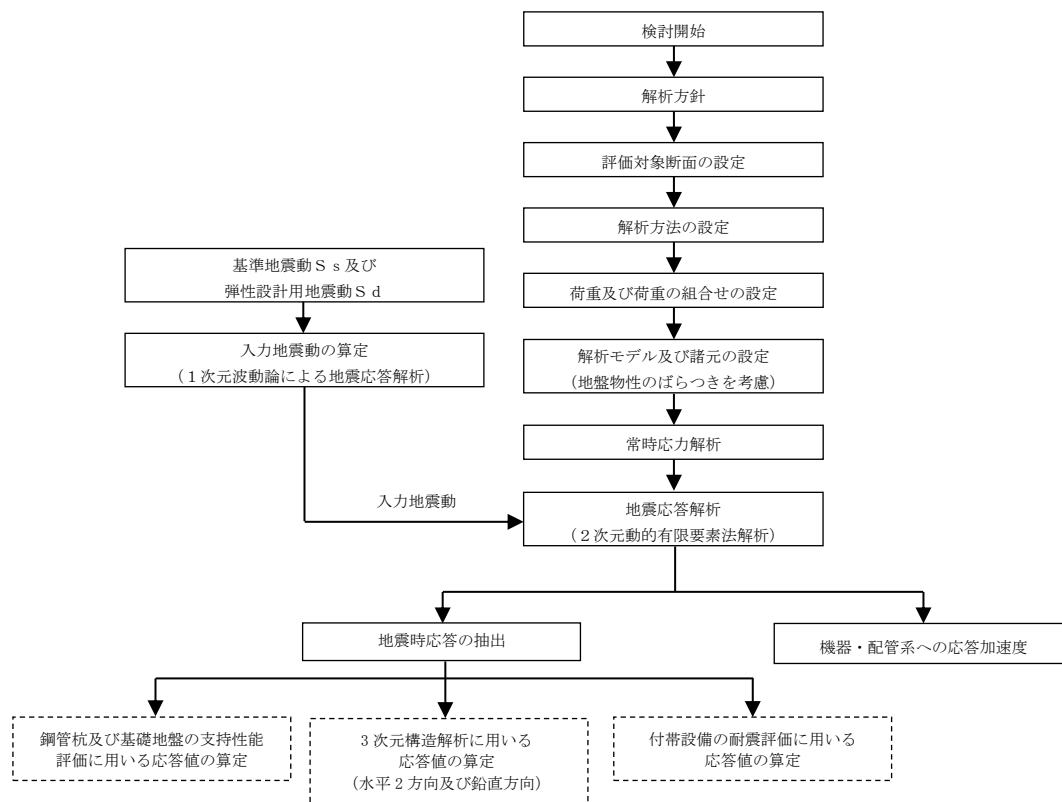 検討開始
解析方針
評価対象断面の設定
解析方法の設定
基準地震動Ｓｓ及び
弾性設計用地震動Ｓｄ
荷重及び荷重の組合せの設定
入力地震動の算定
（１次元波動論による地震応答解析）
解析モデル及び諸元の設定
（地盤物性のばらつきを考慮）
常時応力解析
入力地震動
地震応答解析
（２次元動的有限要素法解析）
地震時応答の抽出
機器・配管系への応答加速度
鋼管杭及び基礎地盤の支持性能
評価に用いる応答値の算定
３次元構造解析に用いる
応答値の算定
（水平２方向及び鉛直方向）
付帯設備の耐震評価に用いる
応答値の算定